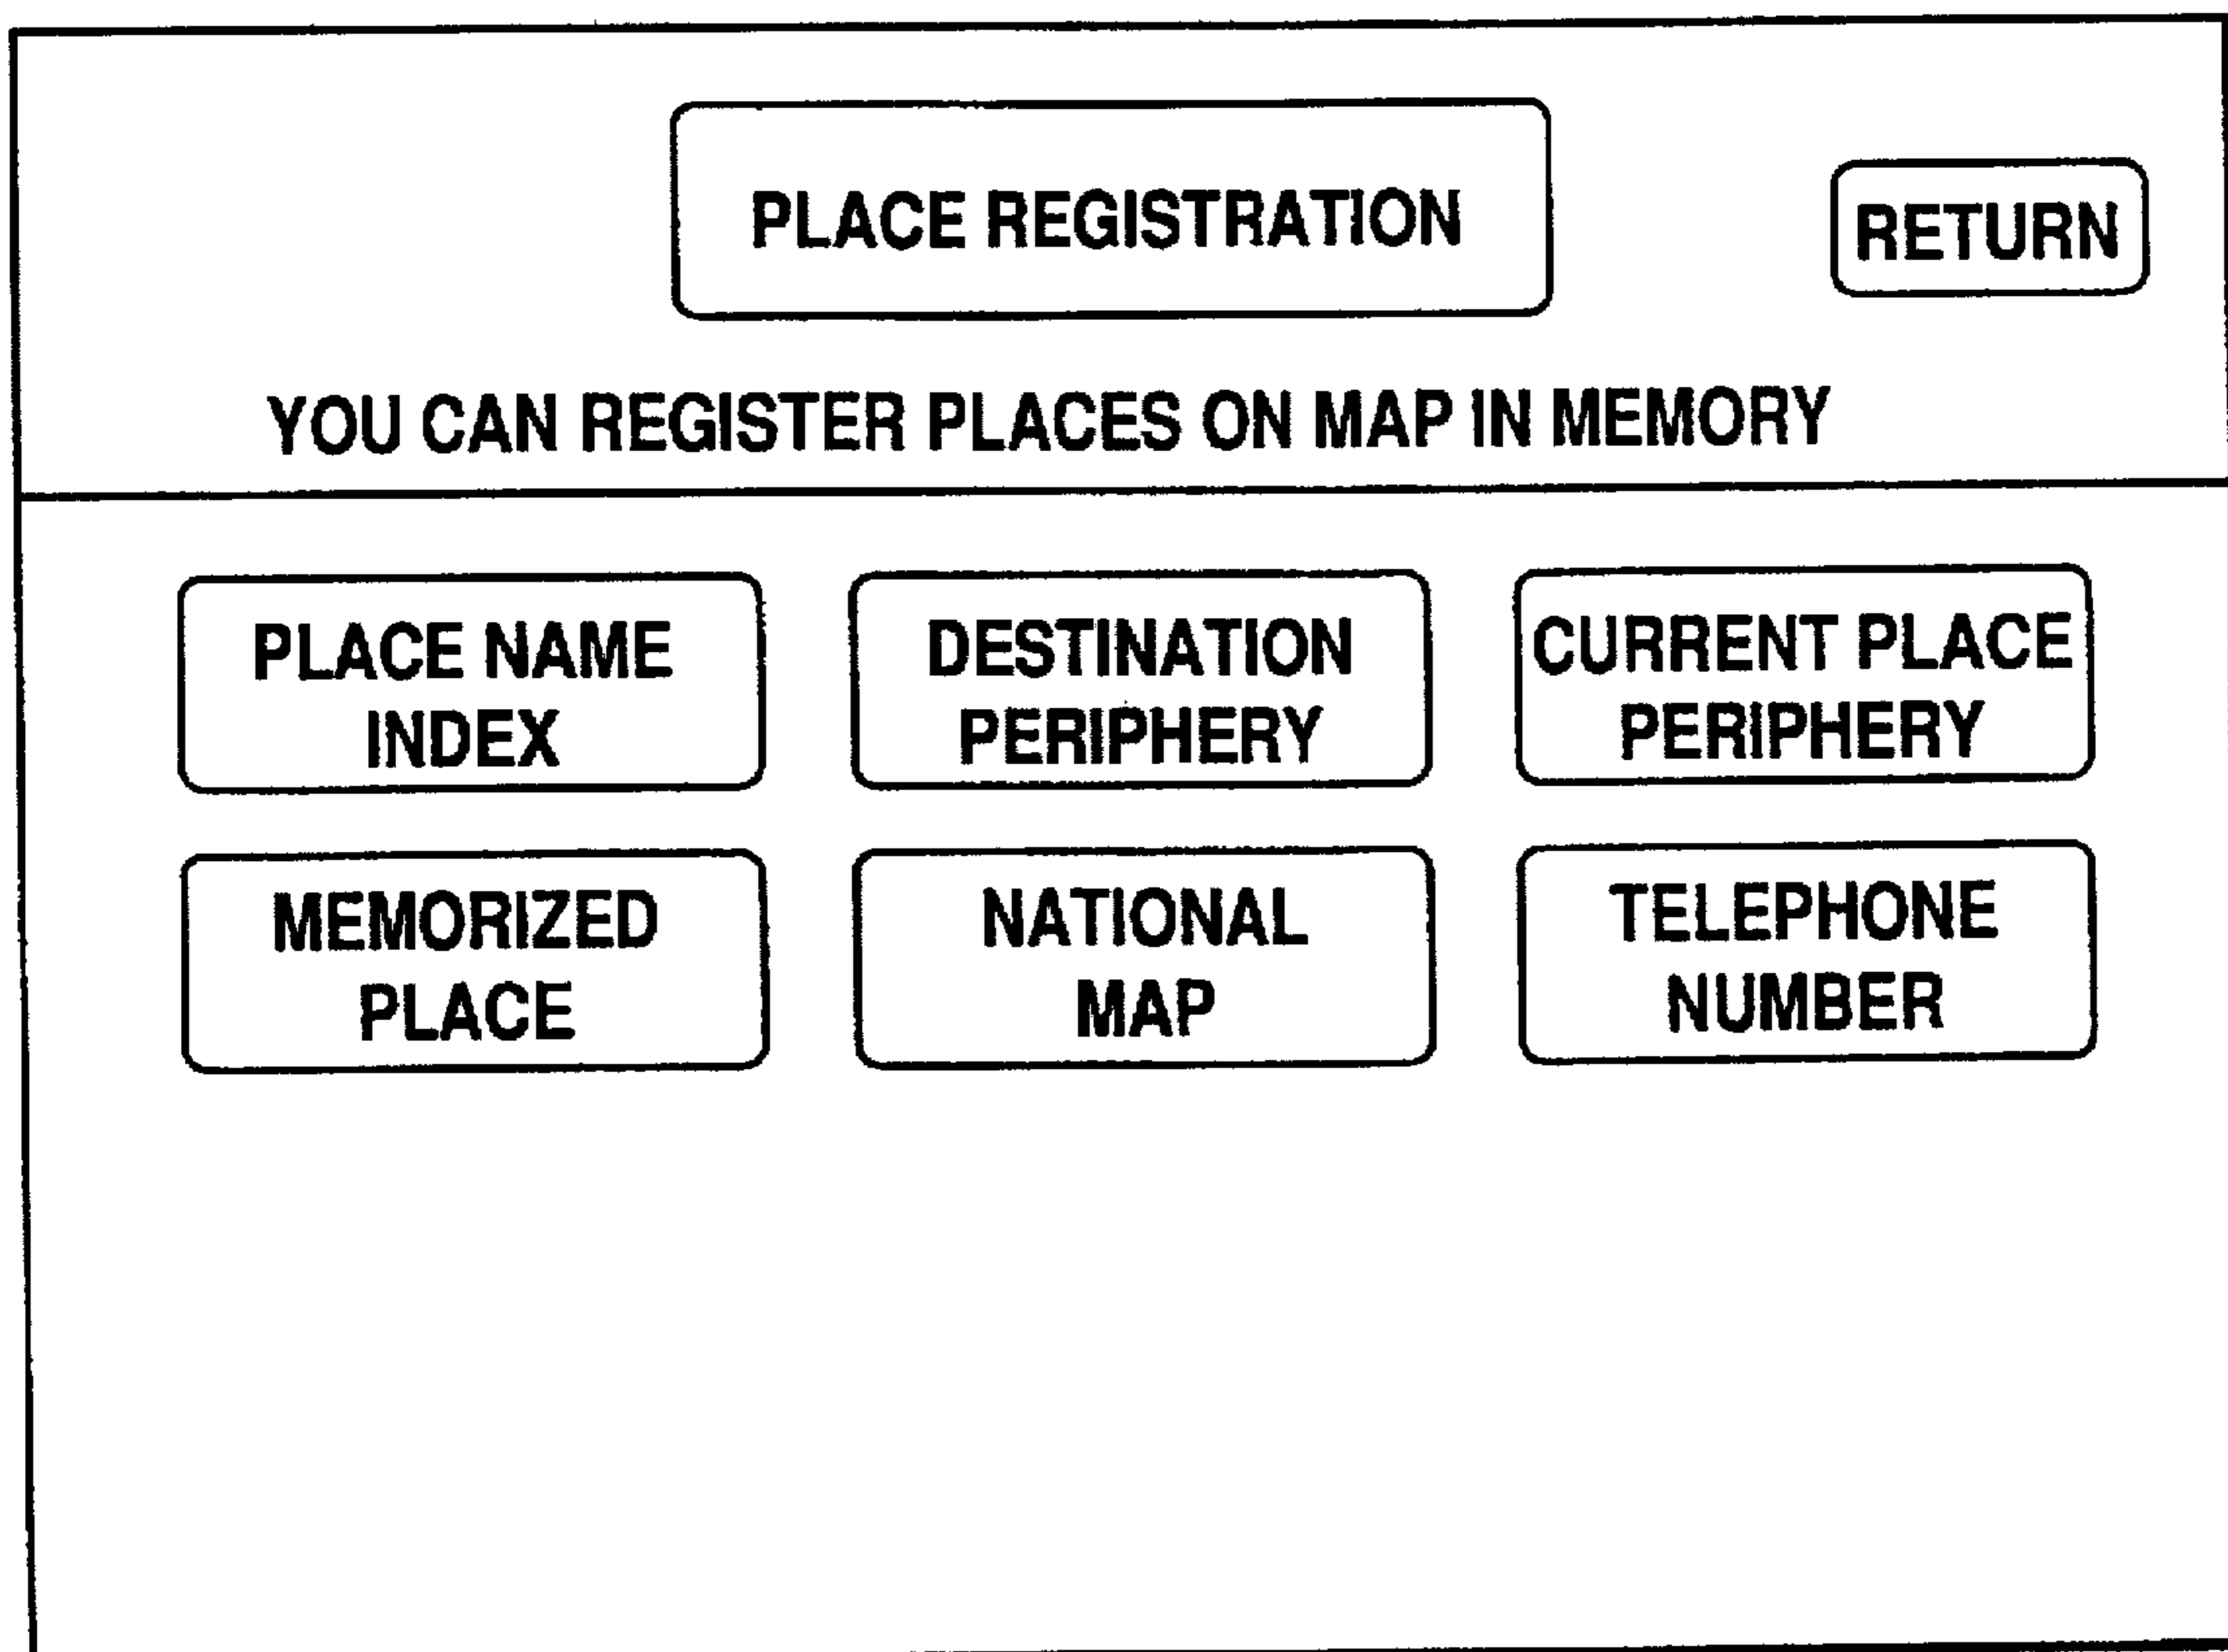 PLACE REGISTRATION
RETURN
YOU CAN REGISTER PLACES ON MAP IN MEMORY
PLACE NAME
INDEX
DESTINATION
PERIPHERY
CURRENT PLACE
PERIPHERY
MEMORIZED
PLACE
NATIONAL
MAP
TELEPHONE
NUMBER